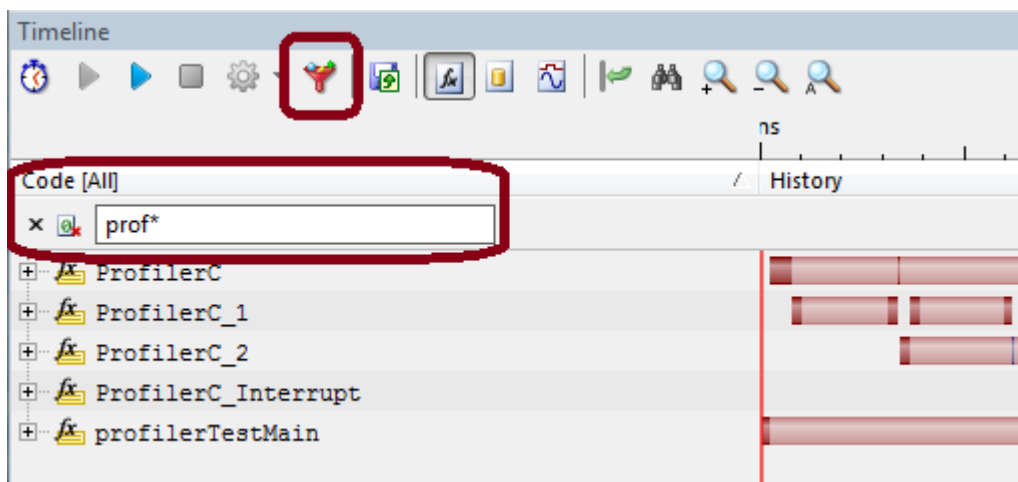 Timeline
ns
Code [All] History
prof*
ProfilerC
ProfilerC_1
ProfilerC_2
ProfilerC_Interrupt
profilerTestMain